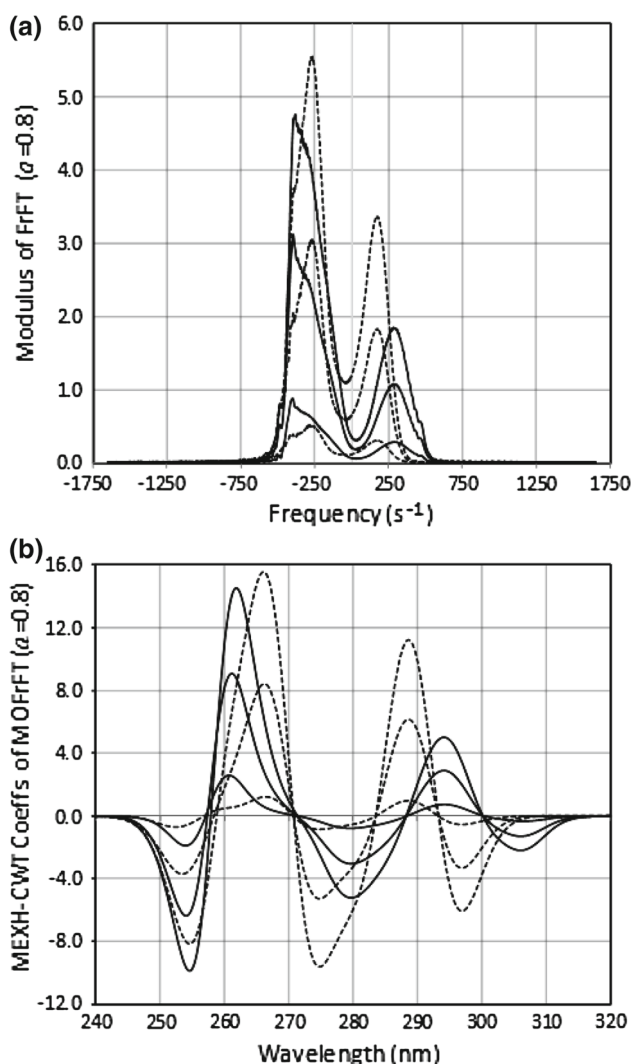 (a)
6.0
5.0
4.0
3.0
2.0
1.0
0.0
Modulus of FrFT (a=0.8)
-1750 -1250 -750 -250 250 750 1250 1750
Frequency (s-1)
(b)
16.0
12.0
8.0
4.0
0.0
-4.0
-8.0
-12.0
MEXH-CWT Coeffs of MOFrFT (a=0.8)
240 250 260 270 280 290 300 310 320
Wavelength (nm)